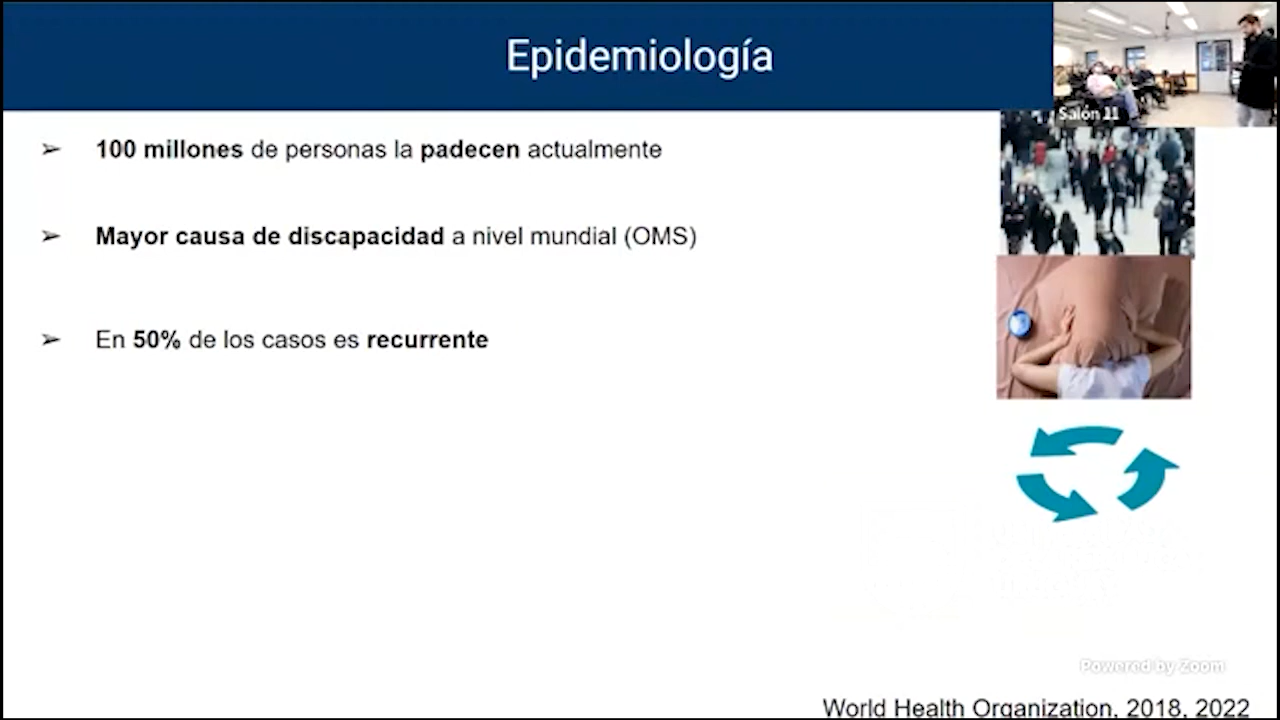 Epidemiología
Salón 11
➢ 100 millones de personas la padecen actualmente
➢ Mayor causa de discapacidad a nivel mundial (OMS)
➢ En 50% de los casos es recurrente
Powered by Zoom
World Health Organization, 2018, 2022